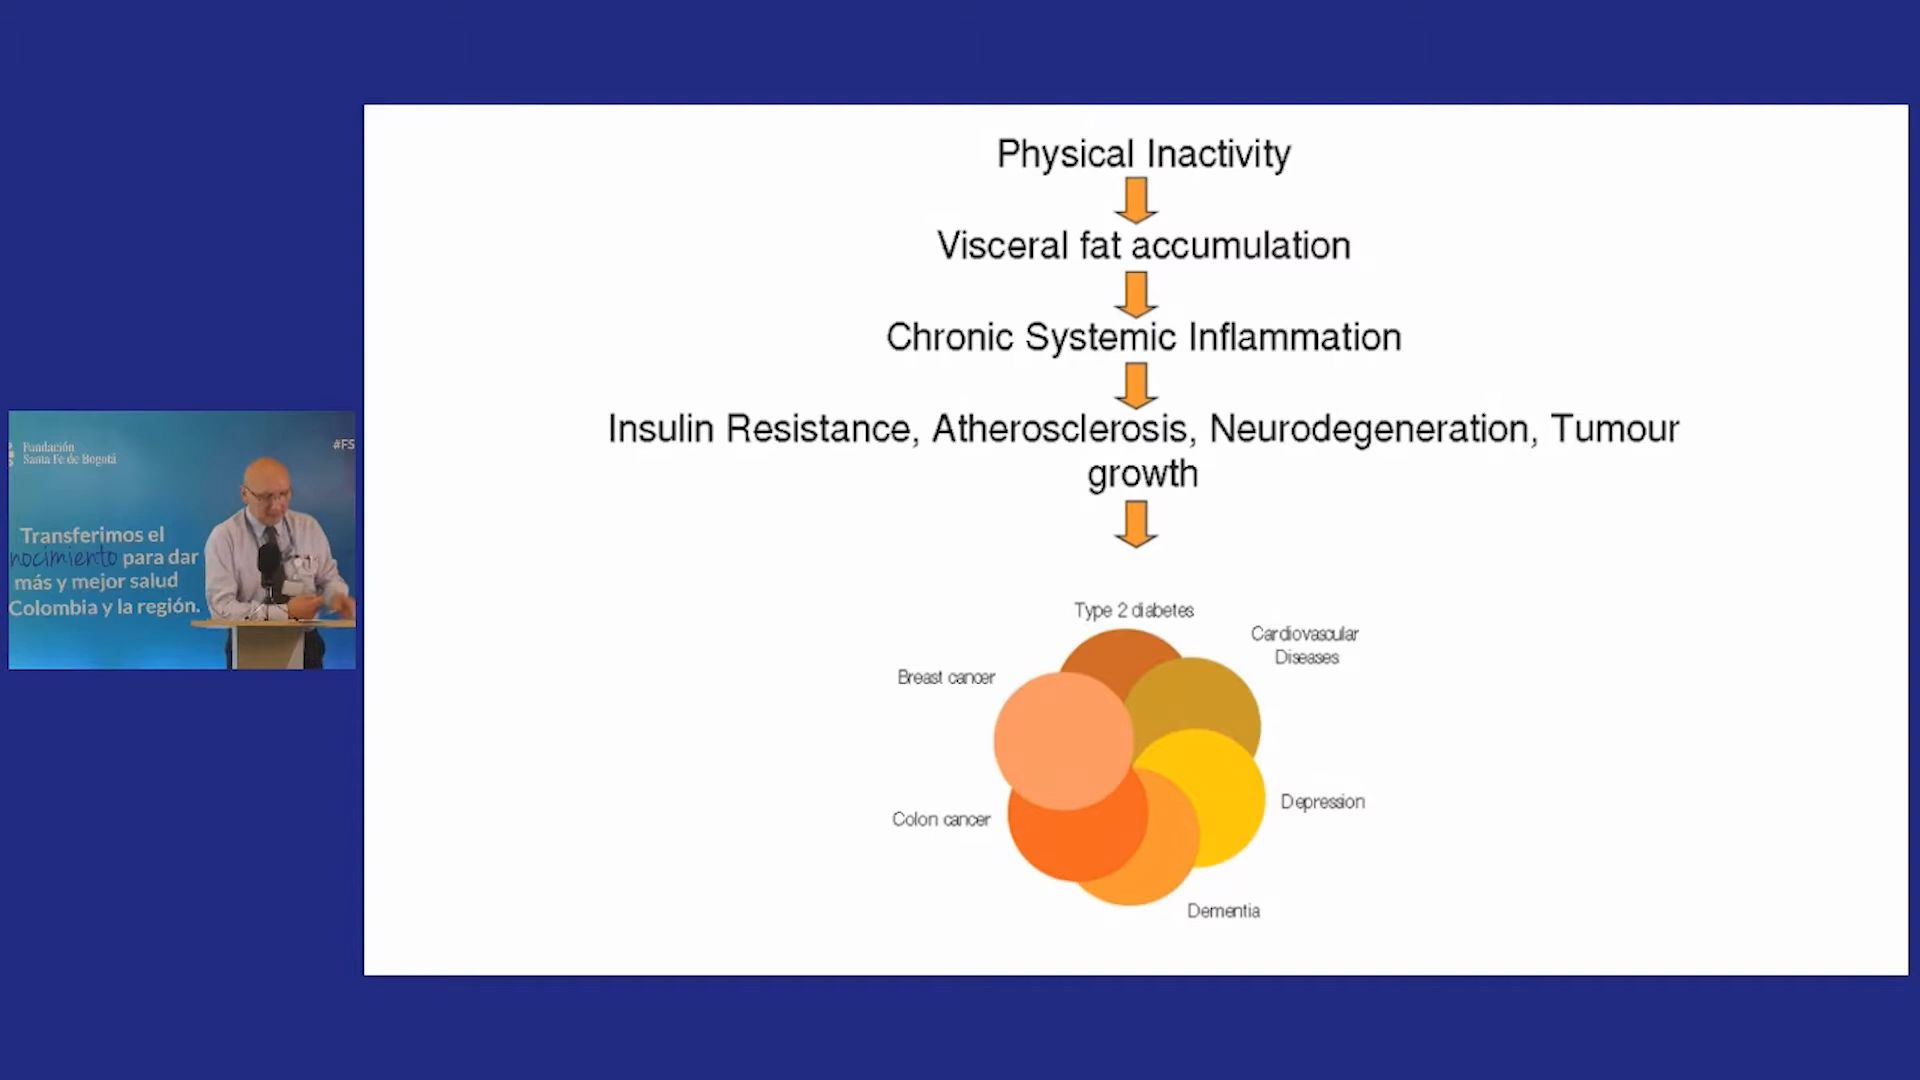 Physical Inactivity
Visceral fat accumulation
Chronic Systemic Inflammation
Insulin Resistance, Atherosclerosis, Neurodegeneration, Tumour
growth
Type 2 diabetes
Cardiovascular
Diseases
Breast cancer
Depression
Colon cancer
Dementia
Fundación
Santa Fe de Bogotá
#FS
Transferimos el
nocimiento para dar
más y mejor salud
Colombia y la región.